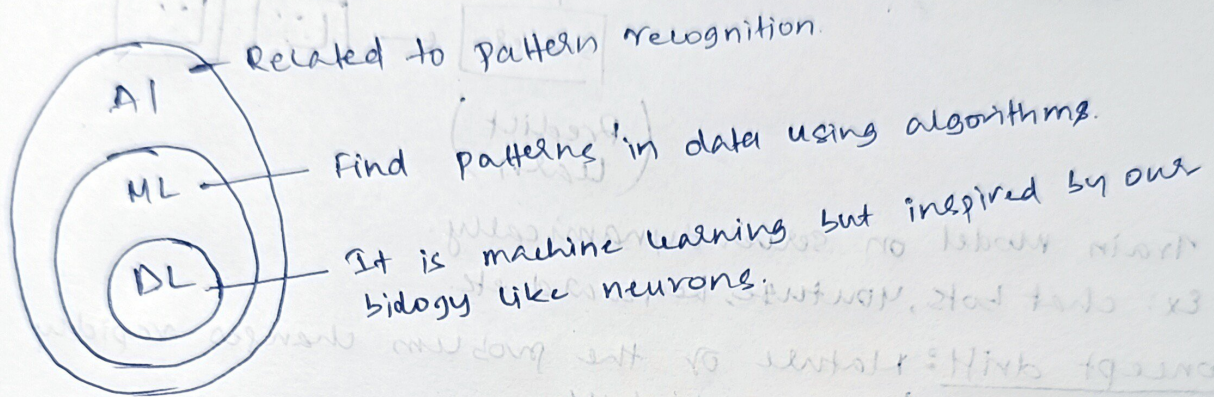 Related to pattern recognition.
AI
Find patterns in data using algorithms.
ML
It is machine learning but inspired by our
DL
biology like neurons.